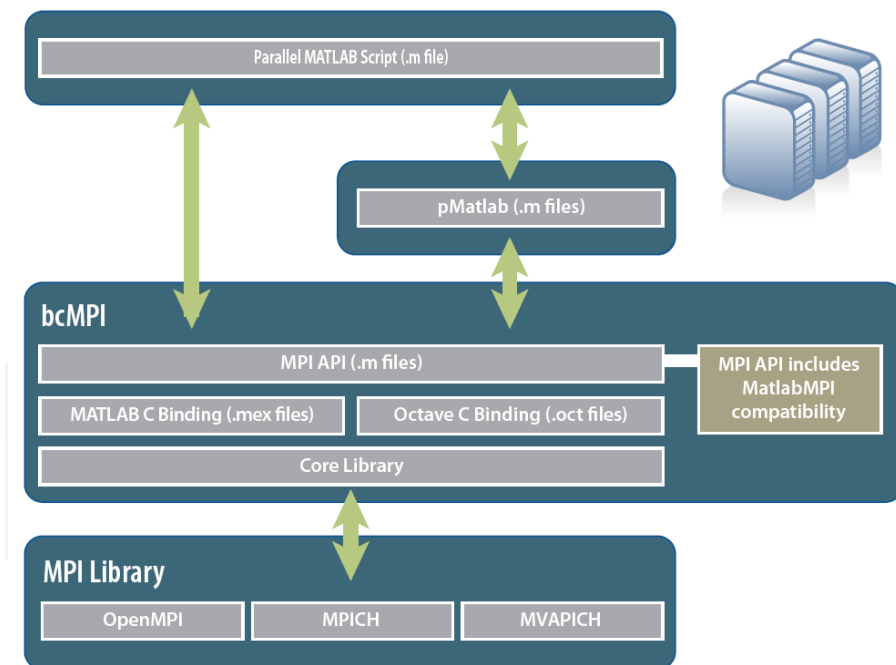 Parallel MATLAB Script (.m file)
pMatlab (.m files)
bcMPI
MPI API (.m files)
MPI API includes
MatlabMPI
compatibility
MATLAB C Binding (.mex files)
Octave C Binding (.oct files)
Core Library
MPI Library
OpenMPI
MPICH
MVAPICH